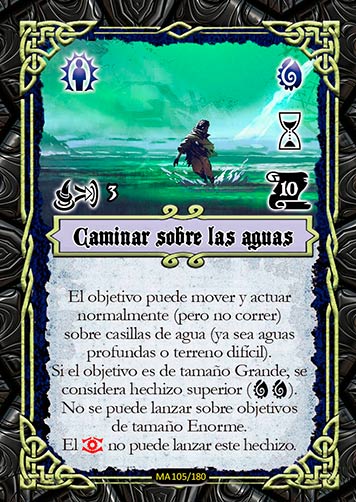 3
10
Caminar sobre las aguas
El objetivo puede mover y actuar
normalmente (pero no correr)
sobre casillas de agua (ya sea aguas
profundas o terreno difícil).
Si el objetivo es de tamaño Grande, se
considera hechizo superior ( ).
No se puede lanzar sobre objetivos
de tamaño Enorme.
El no puede lanzar este hechizo.
MA 105/180